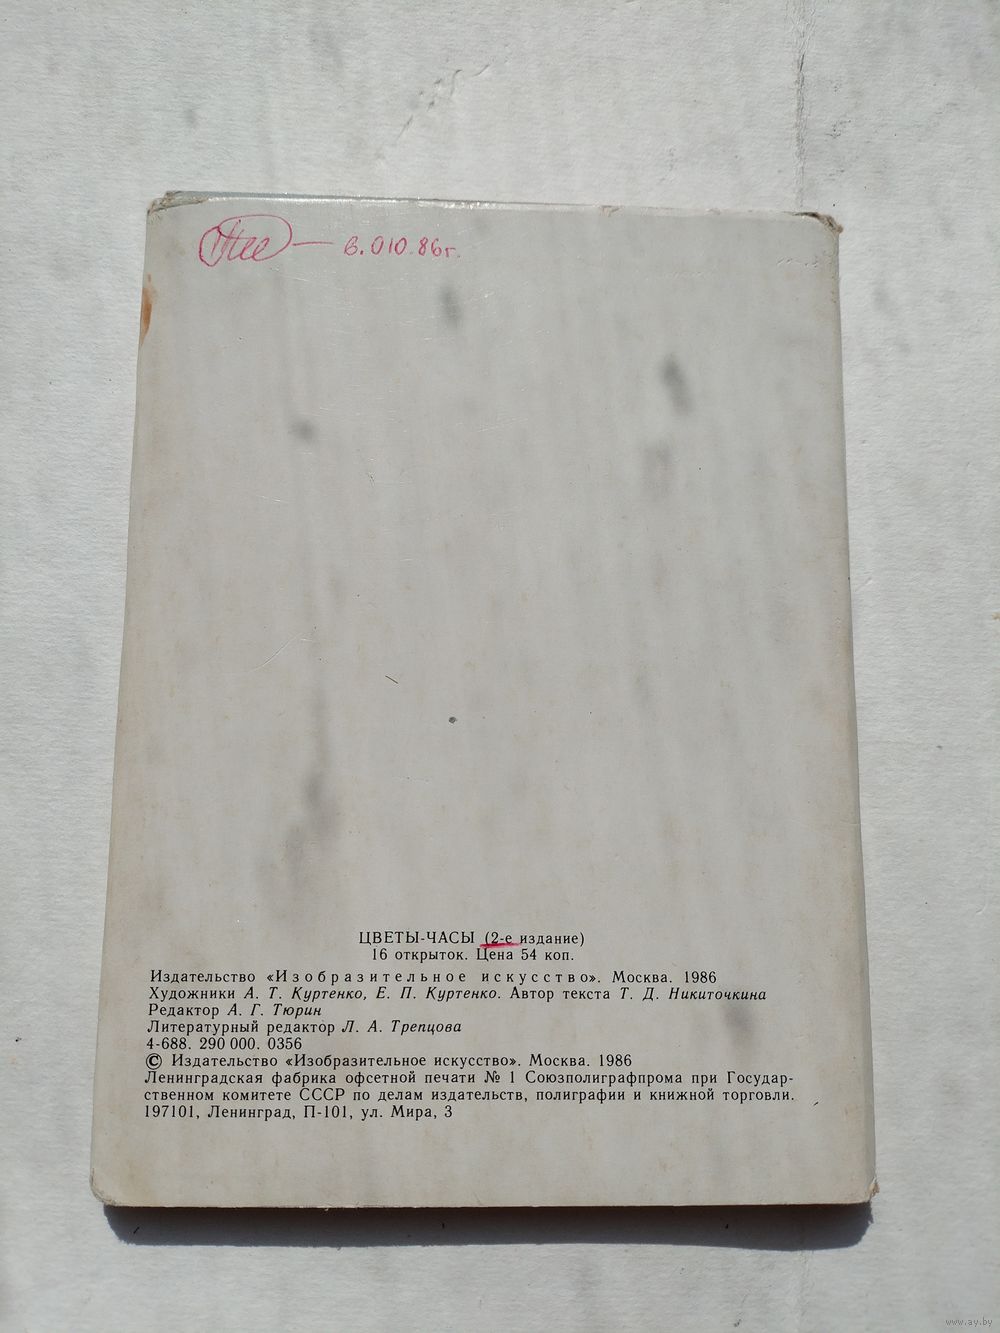 в.010.86г.
ЦВЕТЫ-ЧАСЫ (2-е издание)
16 открыток. Цена 54 коп.
Издательство «Изобразительное искусство». Москва. 1986
Художники А. Т. Куртенко, Е. П. Куртенко. Автор текста Т. Д. Никиточкина
Редактор А. Г. Тюрин
Литературный редактор Л. А. Трепцова
4-688. 290 000. 0356
© Издательство «Изобразительное искусство». Москва. 1986
Ленинградская фабрика офсетной печати № 1 Союзполиграфпрома при Государ-
ственном комитете СССР по делам издательств, полиграфии и книжной торговли.
197101, Ленинград, П-101, ул. Мира, 3
www.ay.by